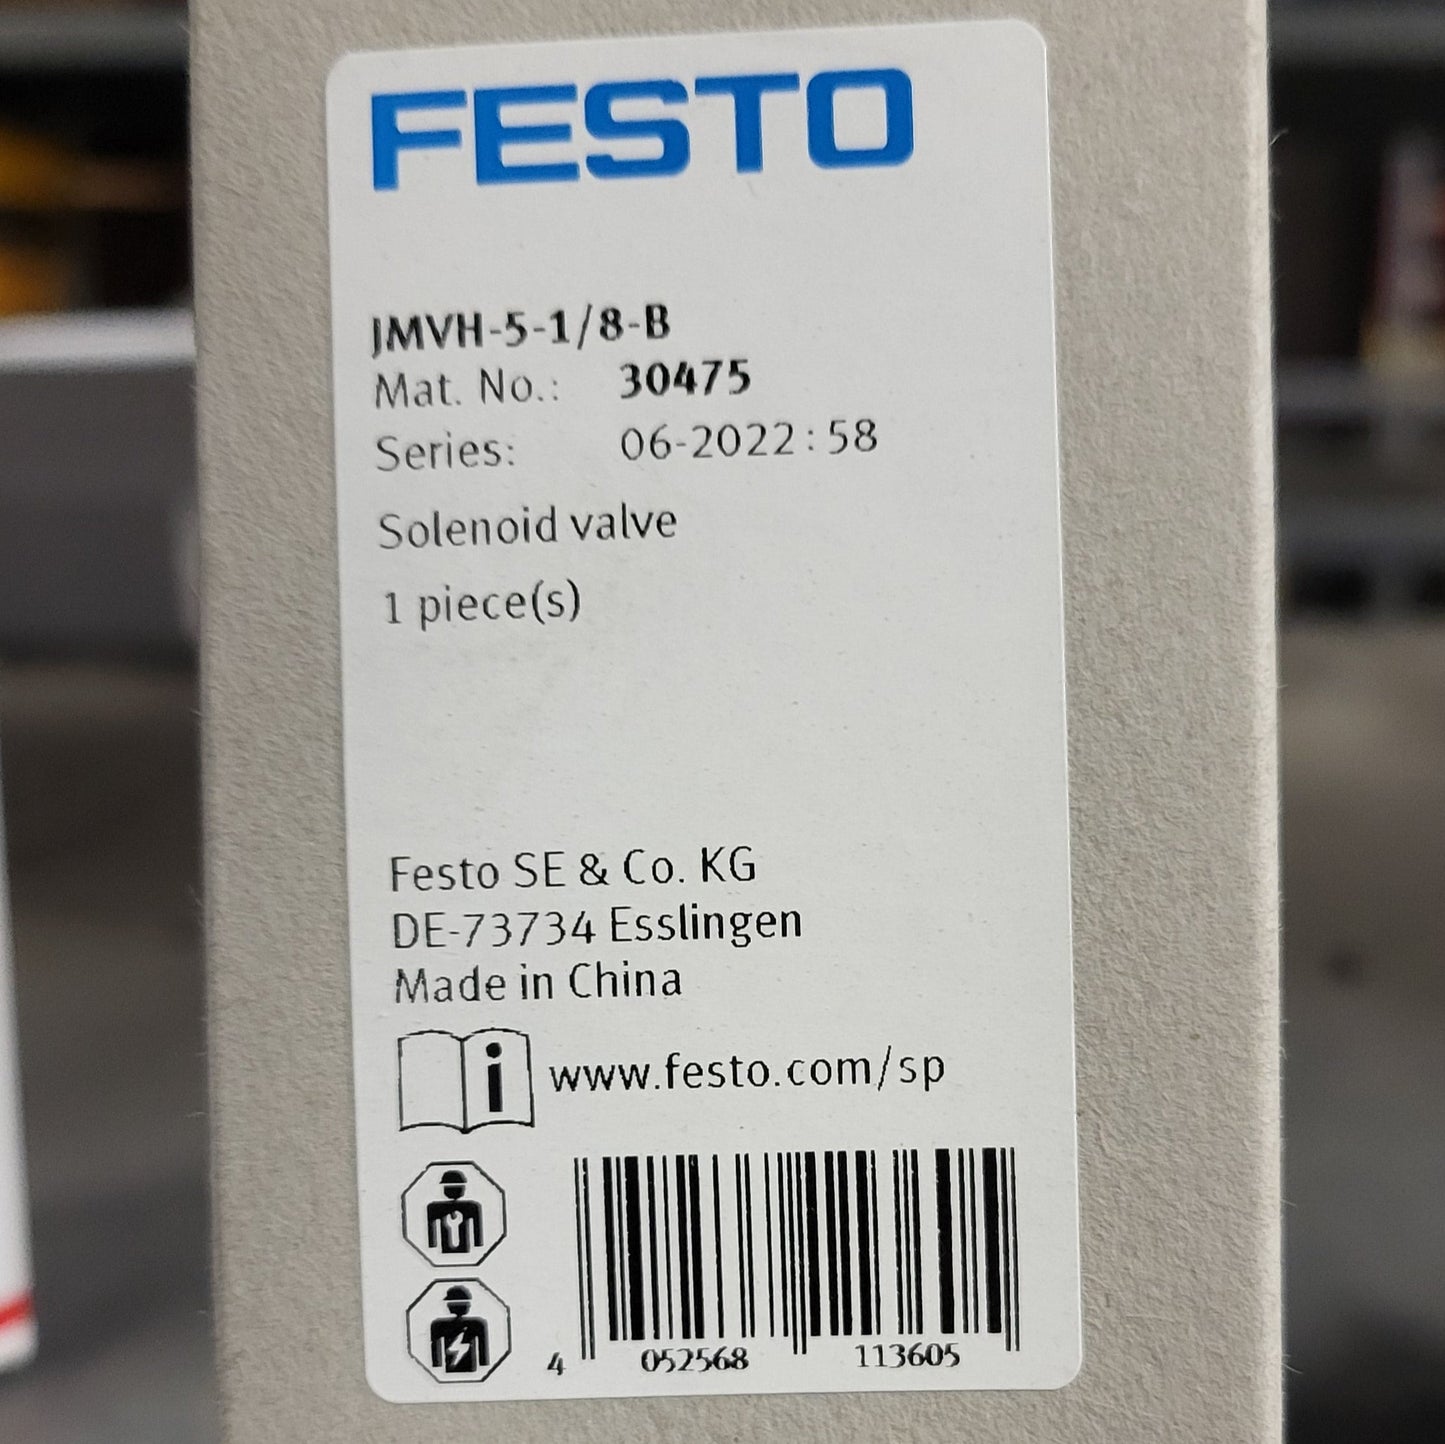 FESTO
JMVH-5-1/8-B
Mat. No.: 30475
Series: 06-2022:58
Solenoid valve
1 piece(s)
Festo SE & Co. KG
DE-73734 Esslingen
Made in China
i www.festo.com/sp
4 052568 113605